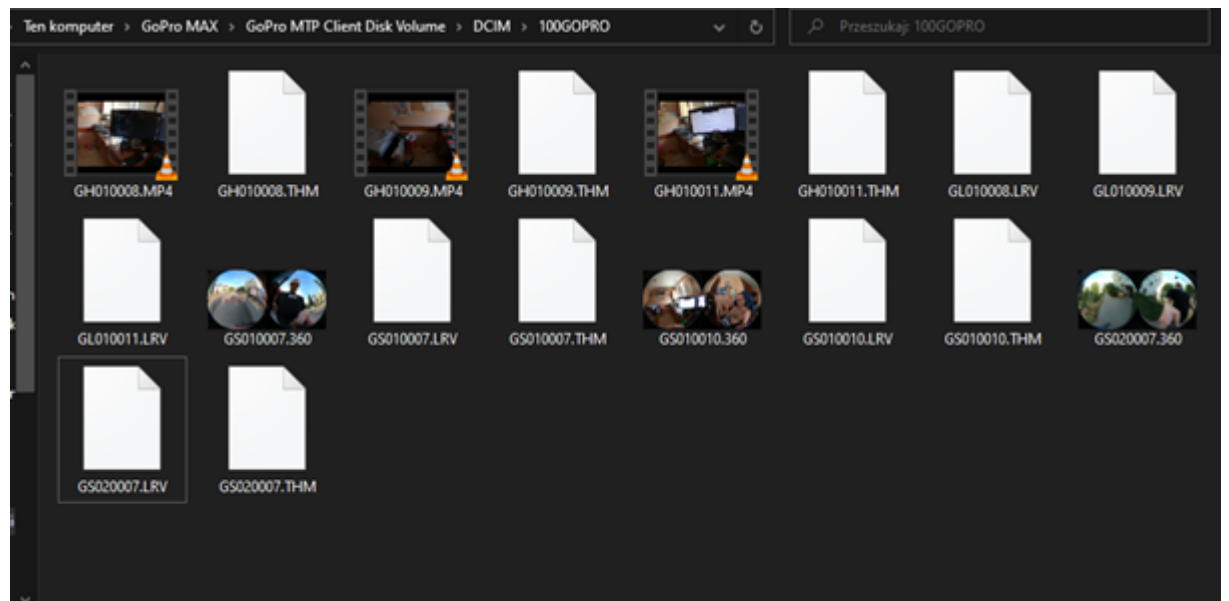 Ten komputer > GoPro MAX > GoPro MTP Client Disk Volume > DCIM > 100GOPRO
Przeszukaj: 100GOPRO
GH010008.MP4 GH010008.THM GH010009.MP4 GH010009.THM GH010011.MP4 GH010011.THM GL010008.LRV GL010009.LRV
GL010011.LRV GS010007.360 GS010007.LRV GS010007.THM GS010010.360 GS010010.LRV GS010010.THM GS020007.360
GS020007.LRV GS020007.THM